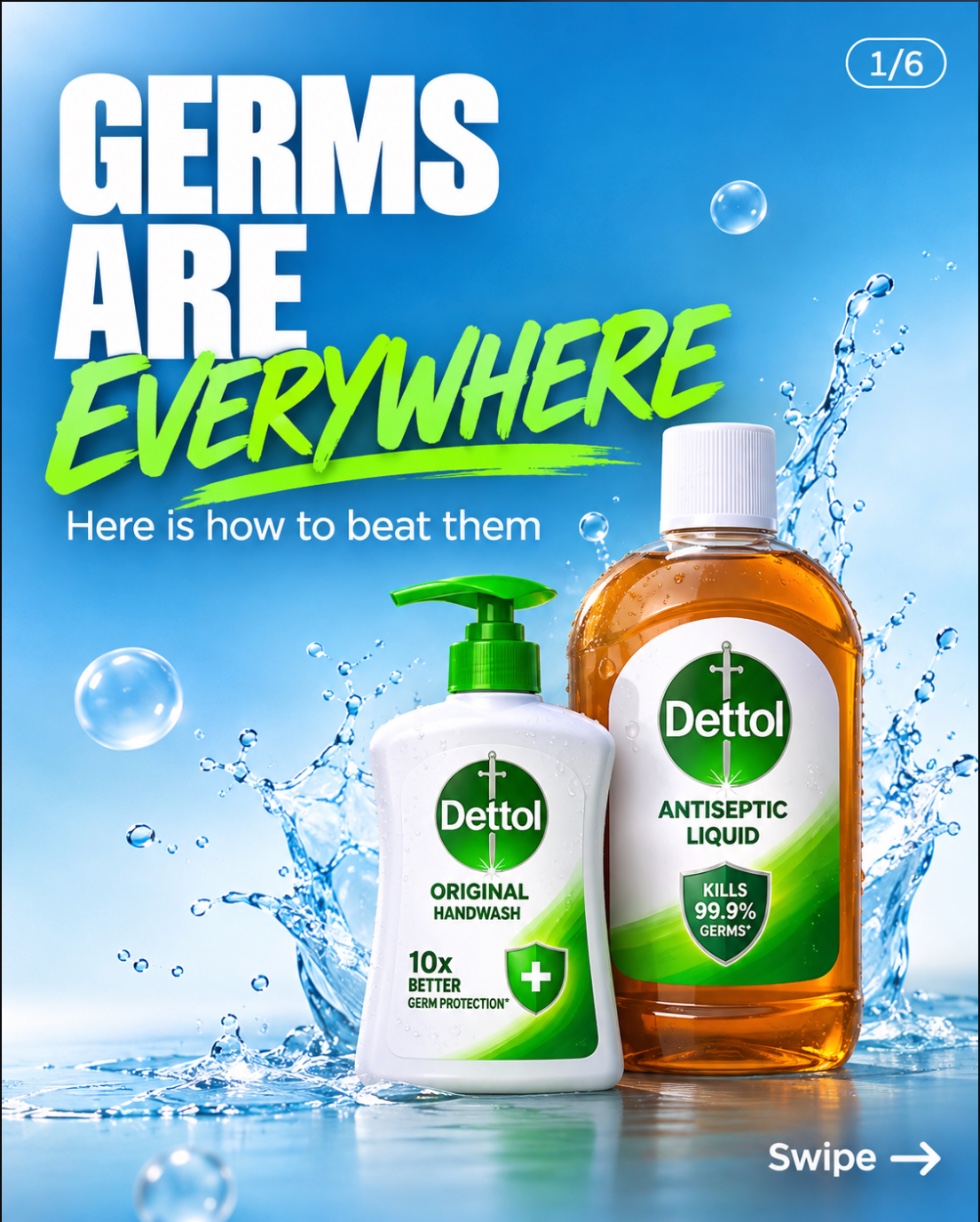 1/6
GERMS
ARE
EVERYWHERE
Here is how to beat them
Dettol
ORIGINAL
HANDWASH
10x
BETTER
GERM PROTECTION*
Dettol
ANTISEPTIC
LIQUID
KILLS
99.9%
GERMS*
Swipe →